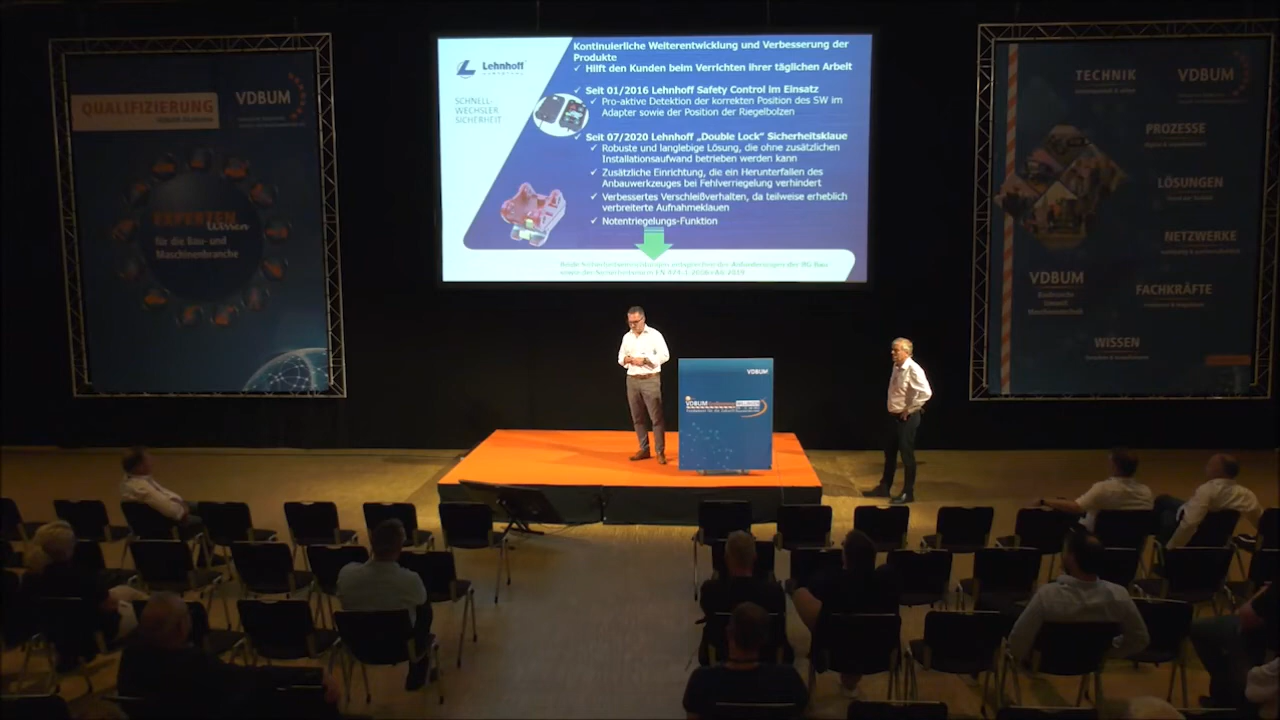 QUALIFIZIERUNG
VDBUM
EXPERTEN
Wissen
für die Bau- und
Maschinenbranche
Lehnhoff
SCHNELL-
WECHSLER
SICHERHEIT
Kontinuierliche Weiterentwicklung und Verbesserung der
Produkte
✓ Hilft den Kunden beim Verrichten ihrer täglichen Arbeit
✓ Seit 01/2016 Lehnhoff Safety Control im Einsatz
✓ Pro-aktive Detektion der korrekten Position des SW im
Adapter sowie der Position der Riegelbolzen
✓ Seit 07/2020 Lehnhoff „Double Lock“ Sicherheitsklaue
✓ Robuste und langlebige Lösung, die ohne zusätzlichen
Installationsaufwand betrieben werden kann
✓ Zusätzliche Einrichtung, die ein Herunterfallen des
Anbauwerkzeuges bei Fehlverriegelung verhindert
✓ Verbessertes Verschleißverhalten, da teilweise erheblich
verbreiterte Aufnahmeklauen
✓ Notentriegelungs-Funktion
VDBUM
VDBUM
TECHNIK
VDBUM
PROZESSE
LÖSUNGEN
NETZWERKE
VDBUM
FACHKRÄFTE
WISSEN